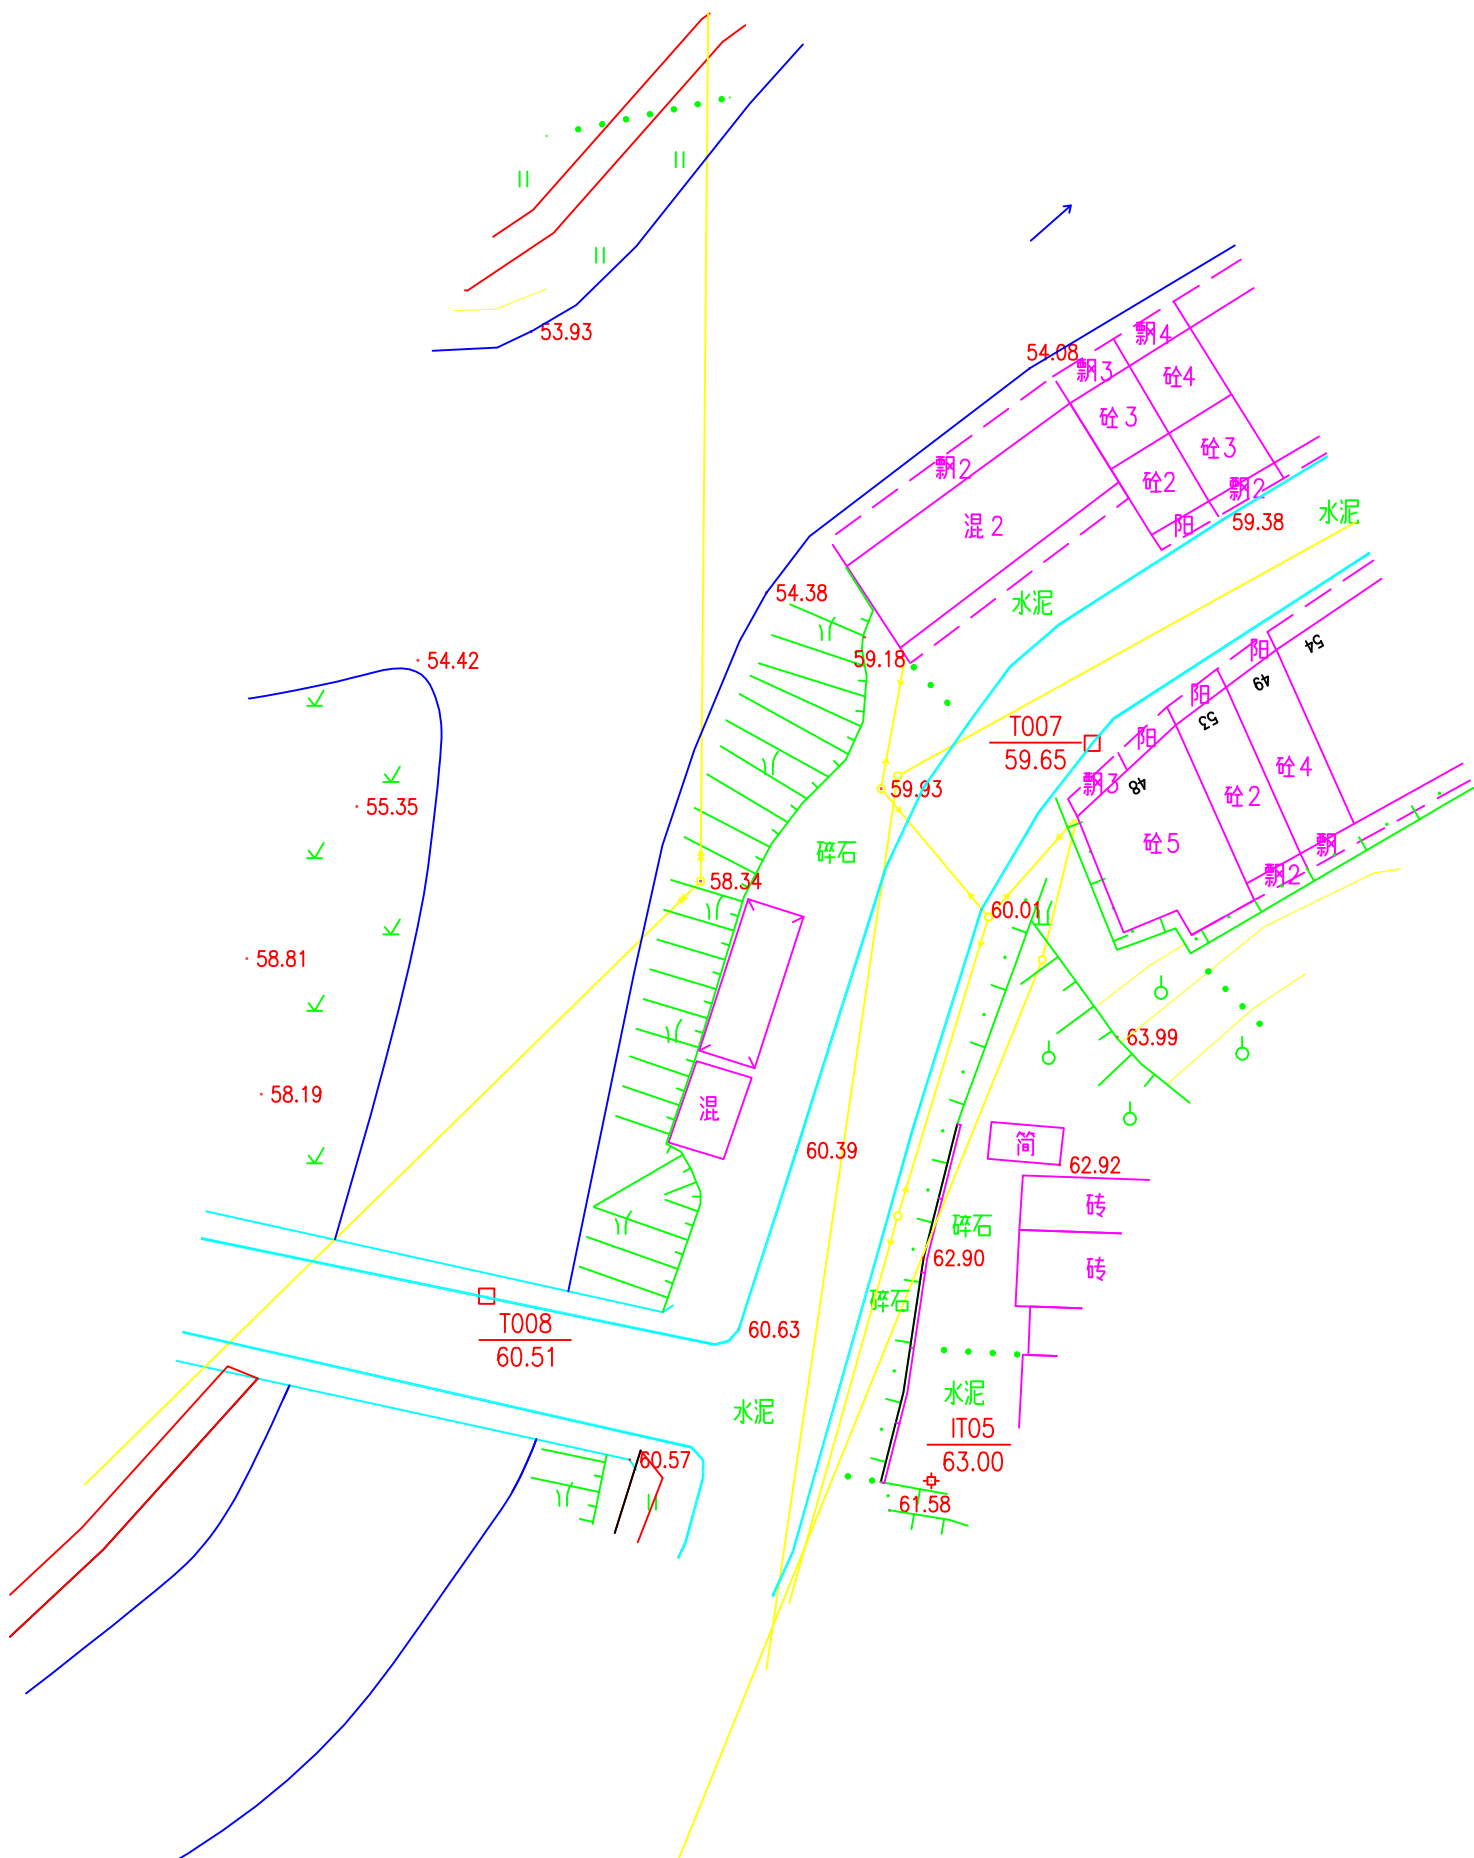 53.93
飘4
54.08
飘3
砼4
砼3
砼3
飘2
砼2
飘2
混2
阳
水泥
59.38
54.38
水泥
54
阳
59.18
54.42
49
阳
53
T007
59.65
阳
砼4
飘3
48
59.93
砼2
55.35
砼5
飘
碎石
飘2
58.34
60.01
58.81
63.99
58.19
混
简
60.39
62.92
砖
碎石
62.90
砖
碎石
T008
60.51
60.63
水泥
水泥
IT05
63.00
60.57
61.58